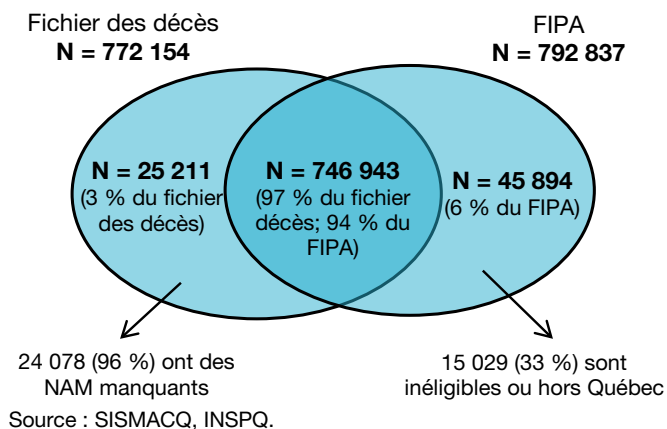 Fichier des décès
N = 772 154
FIPA
N = 792 837
N = 25 211
(3 % du fichier
des décès)
N = 746 943
(97 % du fichier
décès; 94 % du
FIPA)
N = 45 894
(6 % du FIPA)
24 078 (96 %) ont des
NAM manquants
15 029 (33 %) sont
inéligibles ou hors Québec
Source : SISMACQ, INSPQ.